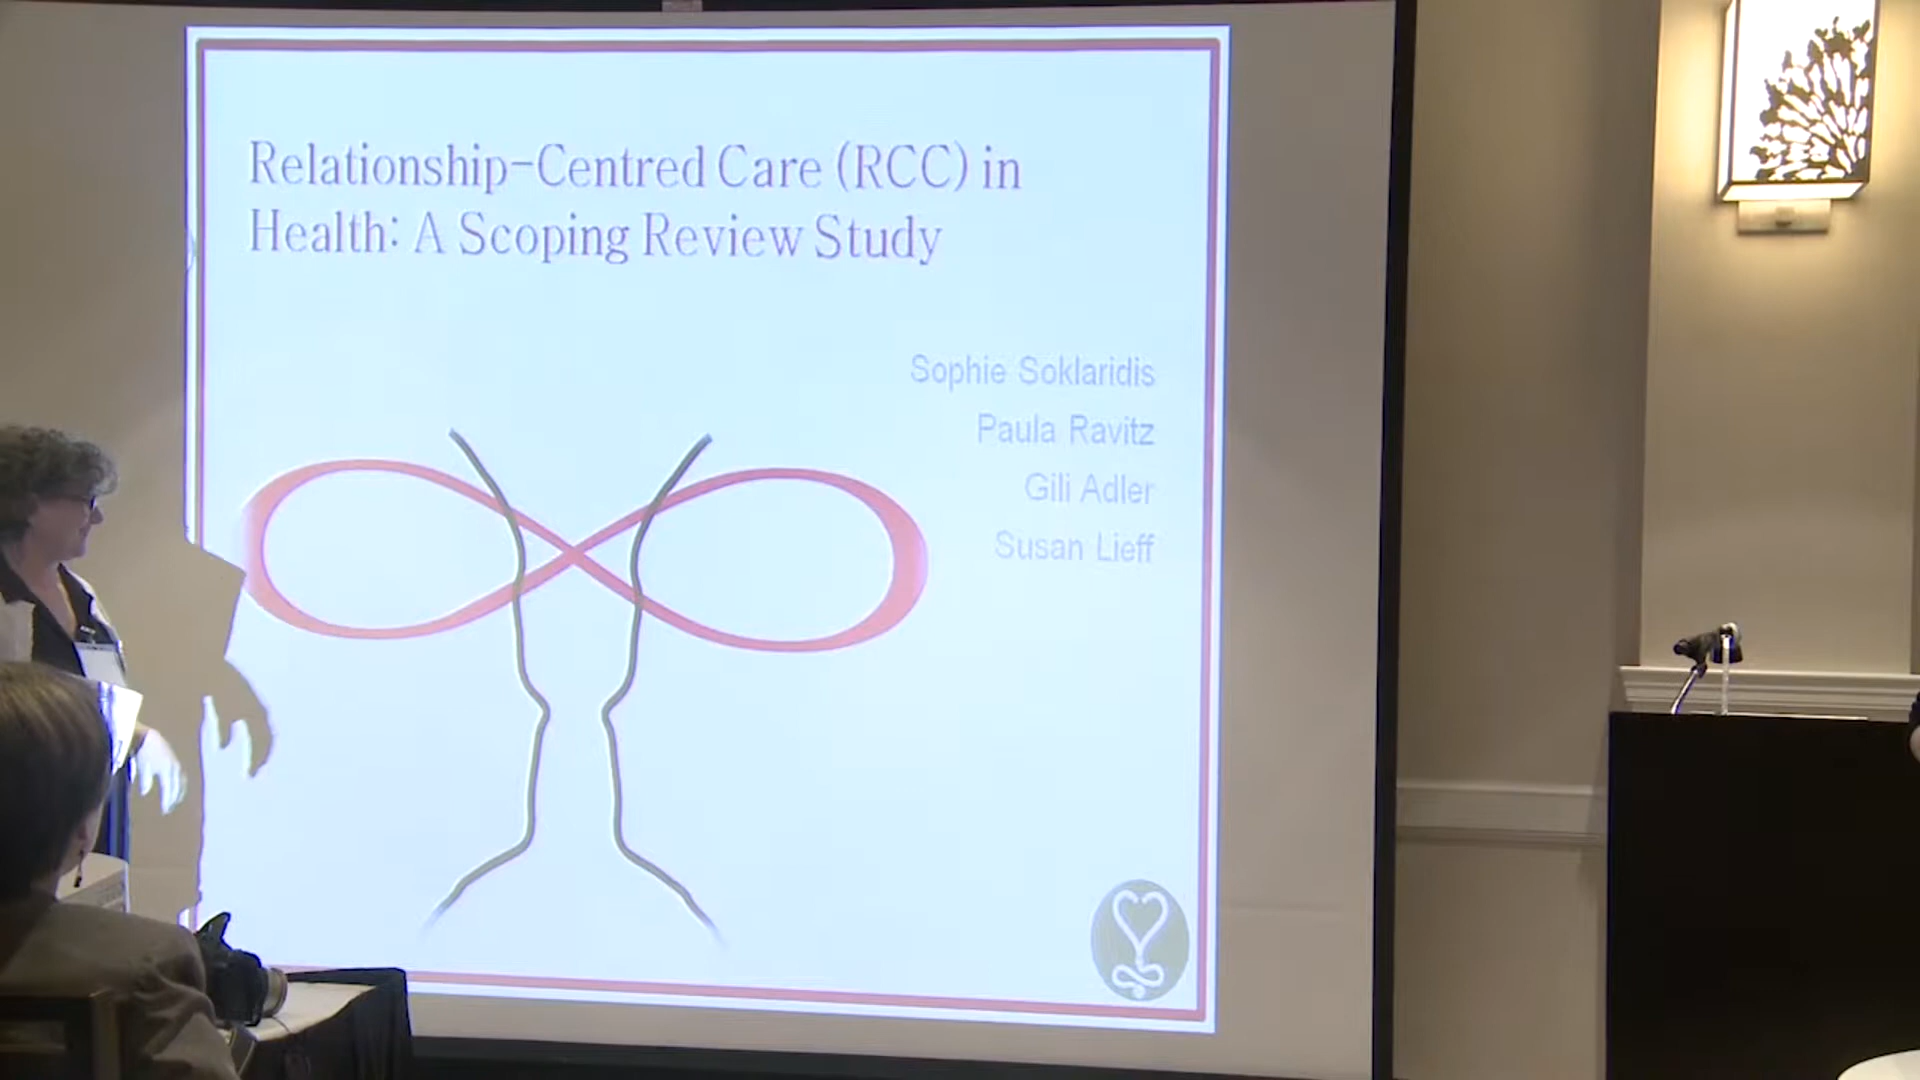 Relationship-Centred Care (RCC) in
Health: A Scoping Review Study
Sophie Soklaridis
Paula Ravitz
Gili Adler
Susan Lieff